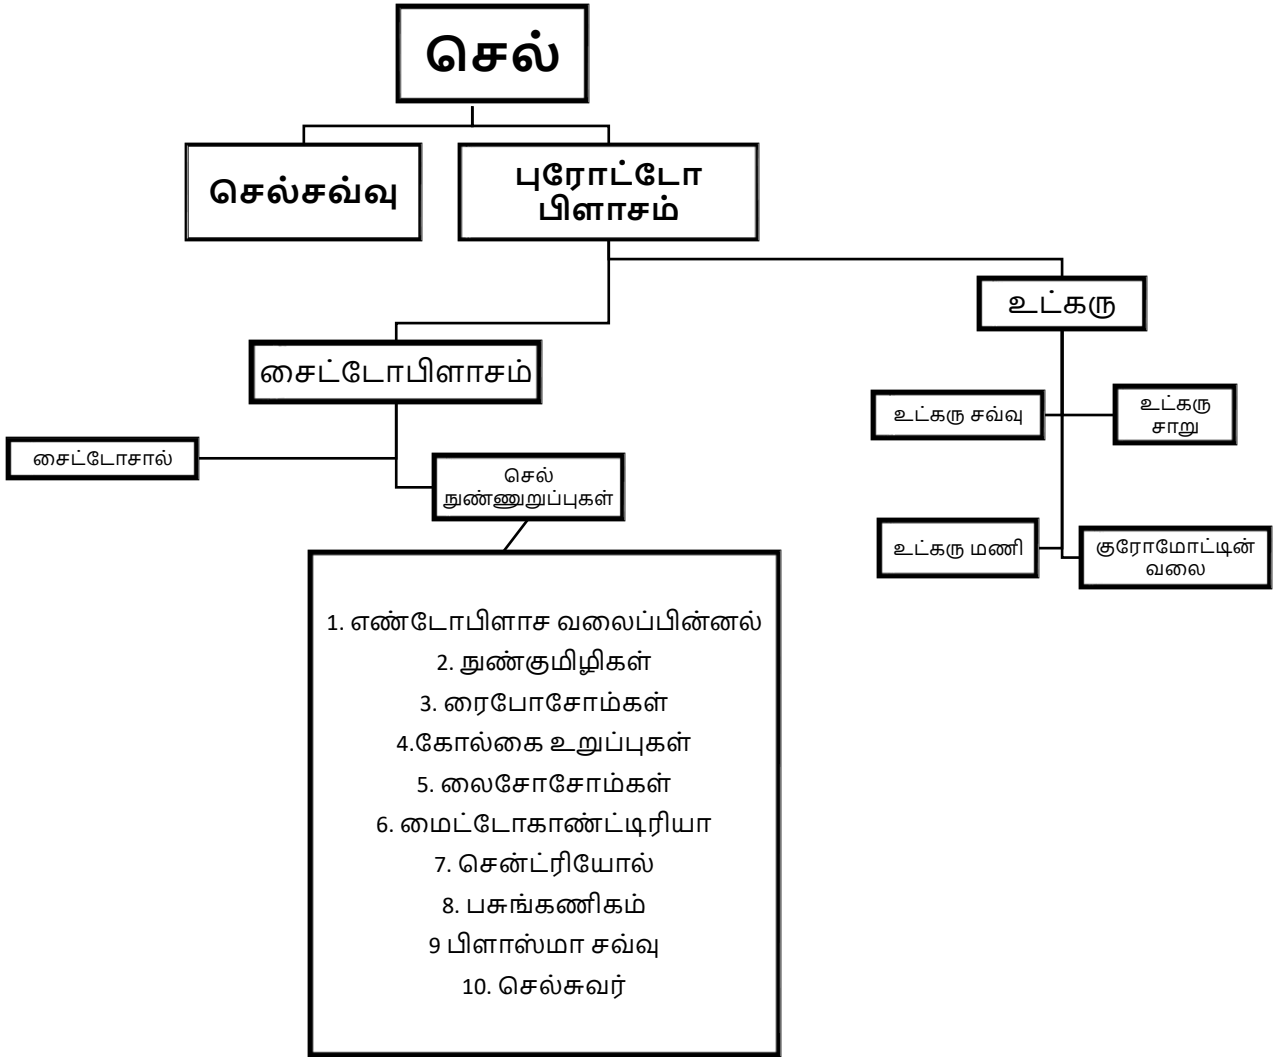 செல்
செல்சவ்வு
புரோட்டோ
பிளாசம்
உட்கரு
சைட்டோபிளாசம்
உட்கரு சவ்வு
உட்கரு
சாறு
சைட்டோசால்
செல்
நுண்ணுறுப்புகள்
உட்கரு மணி
குரோமோட்டின்
வலை
1. எண்டோபிளாச வலைப்பின்னல்
2. நுண்குமிழிகள்
3. ரைபோசோம்கள்
4.கோல்கை உறுப்புகள்
5. லைசோசோம்கள்
6. மைட்டோகாண்ட்டிரியா
7. சென்ட்ரியோல்
8. பசுங்கணிகம்
9 பிளாஸ்மா சவ்வு
10. செல்சுவர்